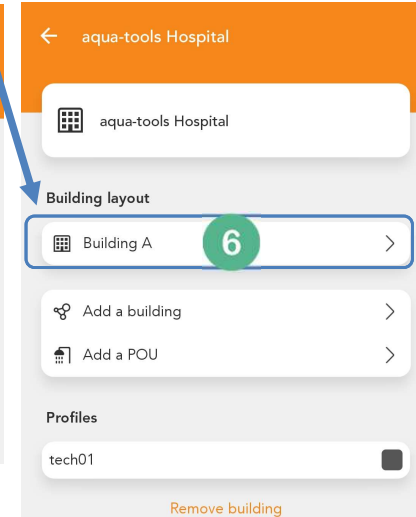 aqua-tools Hospital
aqua-tools Hospital
Building layout
Building A
6
Add a building
Add a POU
Profiles
tech01
Remove building